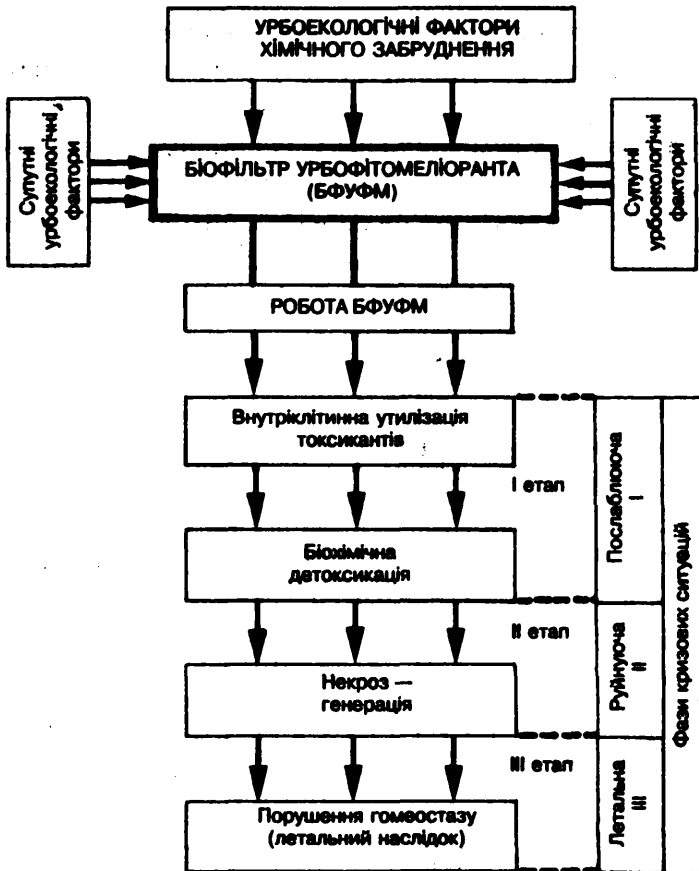 УРБОЕКОЛОГІЧНІ ФАКТОРИ
ХІМІЧНОГО ЗАБРУДНЕННЯ
Супутні
урбоекологічні,
фактори
БІОФІЛЬТР УРБОФІТОМЕЛІОРАНТА
(БФУФМ)
Супутні
урбоекологічні
фактори
РОБОТА БФУФМ
Внутріклітинна утилізація
токсикантів
I етап
Біохімічна
детоксикація
II етап
Некроз —
генерація
III етап
Порушення гомеостазу
(летальний наслідок)
Послаблююча
I
Руйнуюча
II
Летальна
III
Фази кризових ситуацій